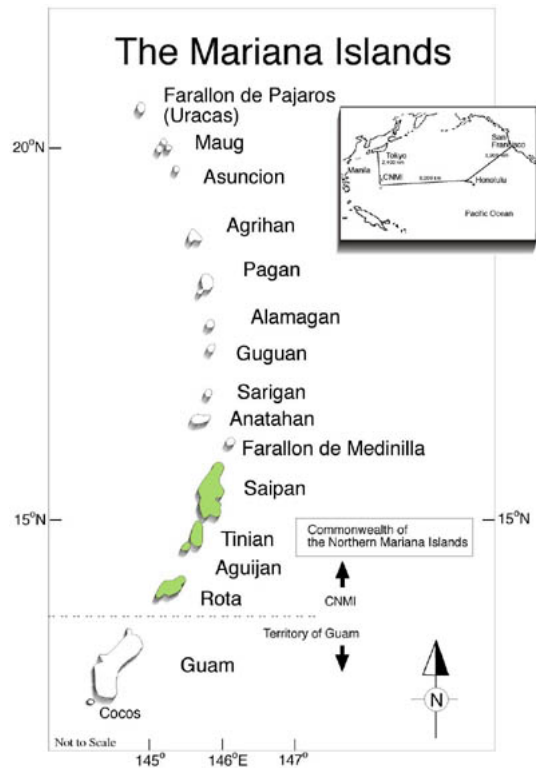 The Mariana Islands
Farallon de Pajaros
(Uracas)
20°N
Maug
Asuncion
Agrihan
Pagan
Alamagan
Guguan
Sarigan
Anatahan
Farallon de Medinilla
Saipan
15°N
15°N
Tinian
Aguijan
Rota
Commonwealth of
the Northern Mariana Islands
CNMI
Territory of Guam
Guam
Cocos
N
Not to Scale
145°
146°E
147°
San
Francisco
Tokyo
Manila
CNMI
Honolulu
Pacific Ocean